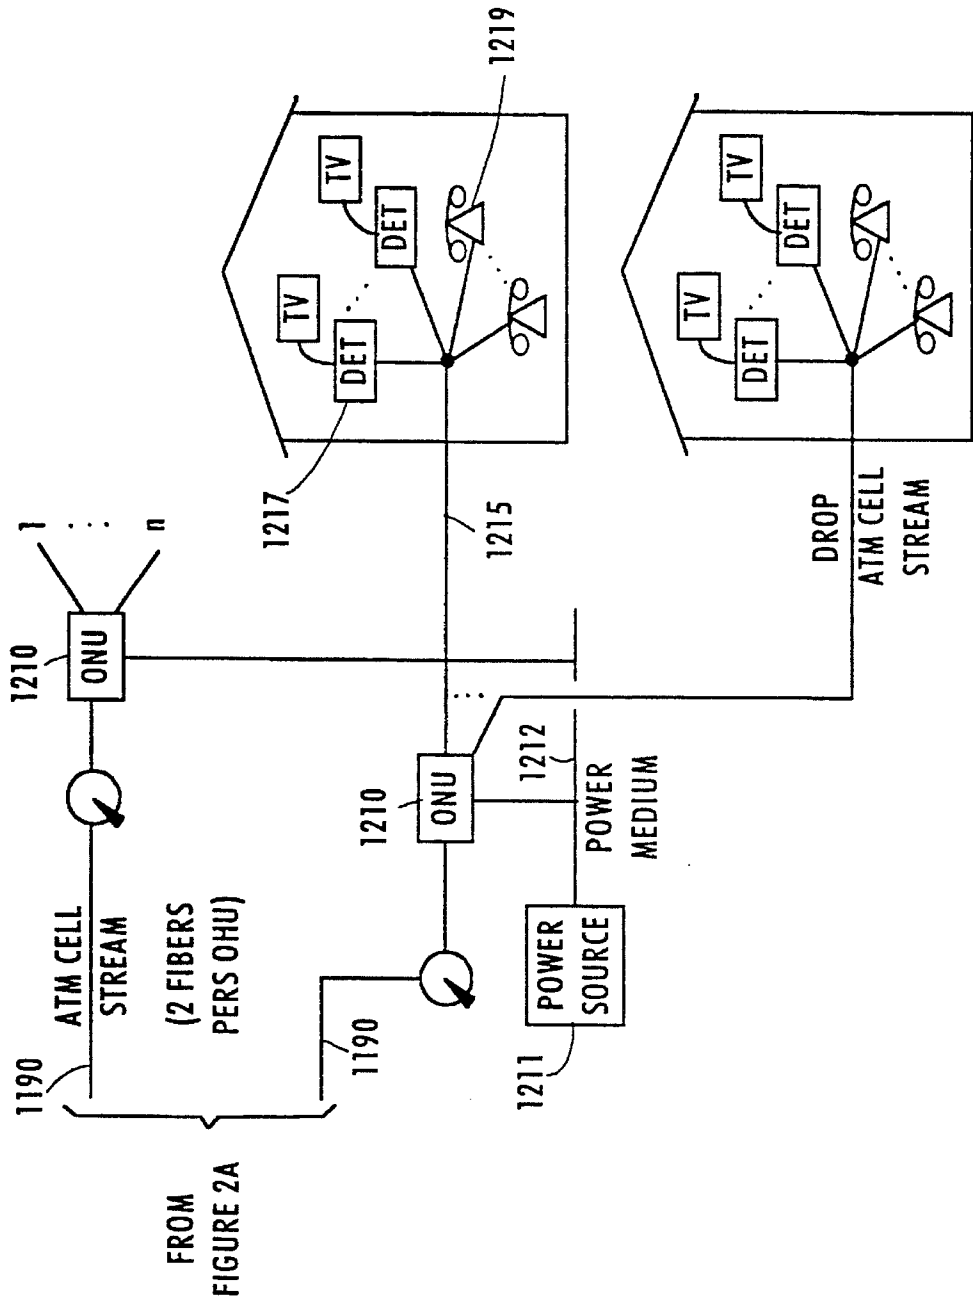 FROM
FIGURE 2A
1190
ATM CELL
STREAM
(2 FIBERS
PERS OHU)
1190
1210
ONU
1
n
1210
ONU
1211
POWER
SOURCE
1212
POWER
MEDIUM
1215
1217
DET
TV
DET
TV
1219
DROP
ATM CELL
STREAM
DET
TV
DET
TV